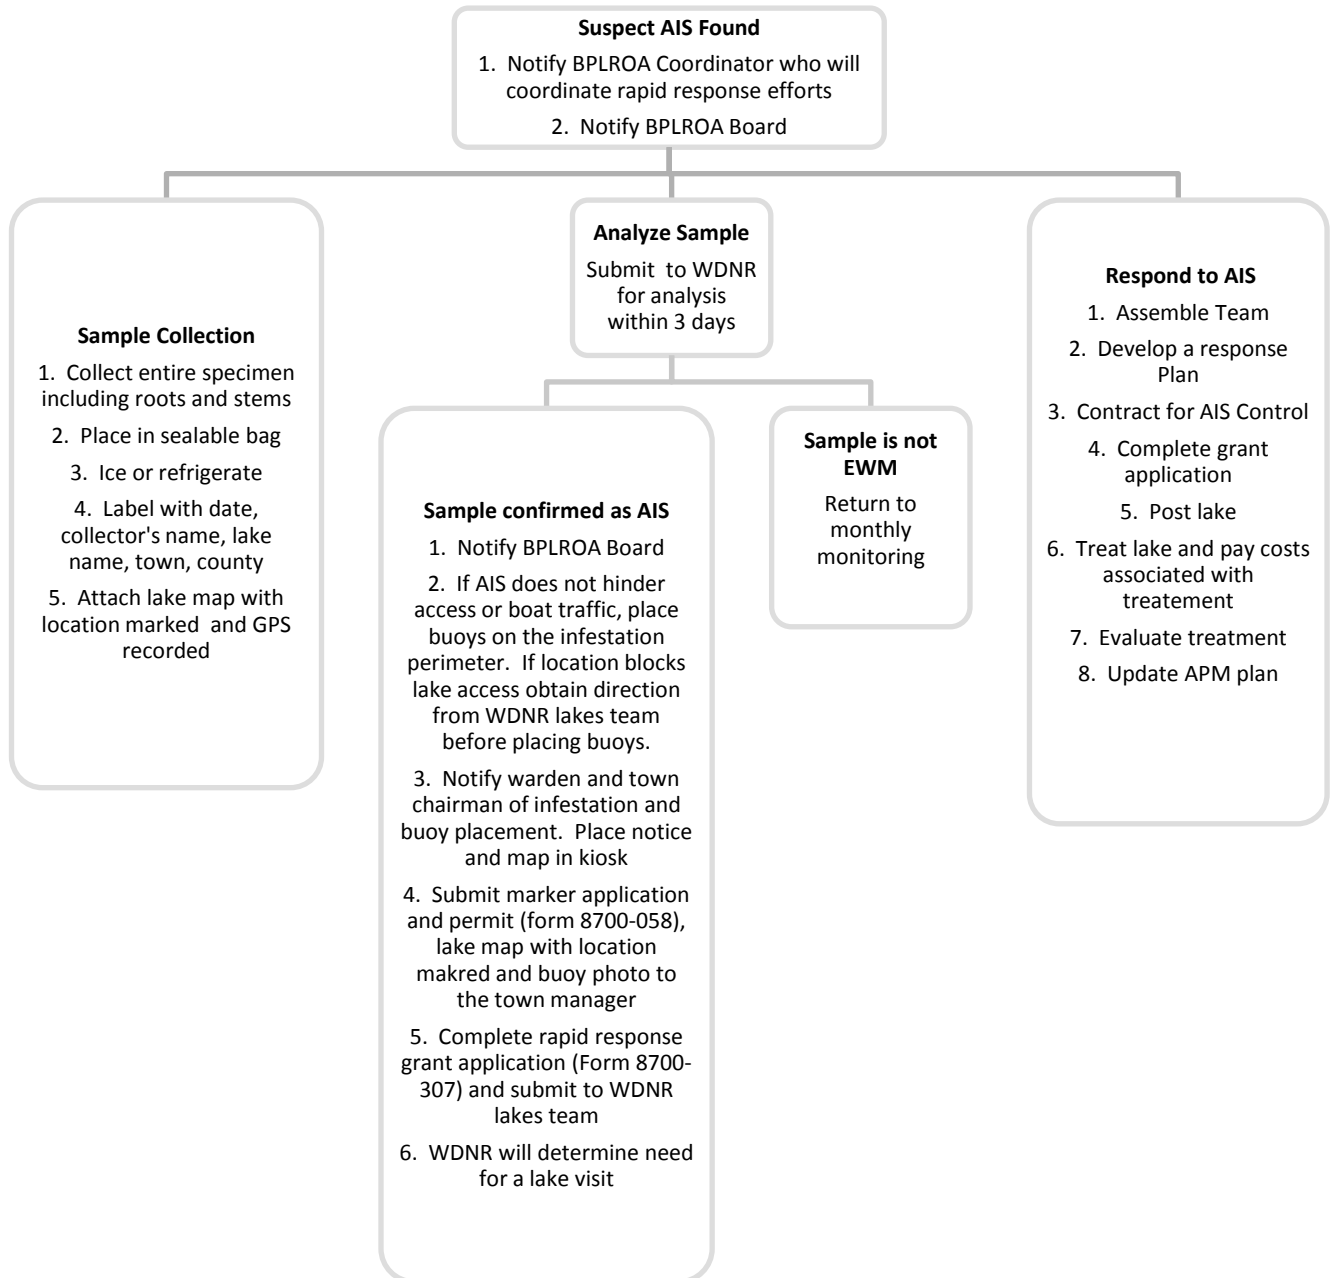 Suspect AIS Found
1. Notify BPLROA Coordinator who will
coordinate rapid response efforts
2. Notify BPLROA Board
Sample Collection
1. Collect entire specimen
including roots and stems
2. Place in sealable bag
3. Ice or refrigerate
4. Label with date,
collector's name, lake
name, town, county
5. Attach lake map with
location marked and GPS
recorded
Analyze Sample
Submit to WDNR
for analysis
within 3 days
Sample confirmed as AIS
1. Notify BPLROA Board
2. If AIS does not hinder
access or boat traffic, place
buoys on the infestation
perimeter. If location blocks
lake access obtain direction
from WDNR lakes team
before placing buoys.
3. Notify warden and town
chairman of infestation and
buoy placement. Place notice
and map in kiosk
4. Submit marker application
and permit (form 8700-058),
lake map with location
makred and buoy photo to
the town manager
5. Complete rapid response
grant application (Form 8700-
307) and submit to WDNR
lakes team
6. WDNR will determine need
for a lake visit
Sample is not
EWM
Return to
monthly
monitoring
Respond to AIS
1. Assemble Team
2. Develop a response
Plan
3. Contract for AIS Control
4. Complete grant
application
5. Post lake
6. Treat lake and pay costs
associated with
treatement
7. Evaluate treatment
8. Update APM plan